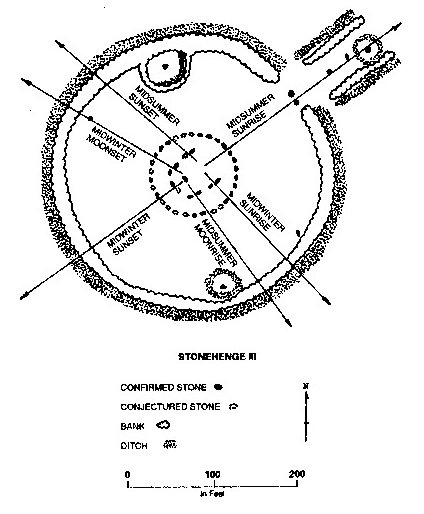 MIDSUMMER
SUNSET
MIDSUMMER
SUNRISE
MIDWINTER
MOONSET
MIDWINTER
SUNSET
MIDSUMMER
MOONRISE
MIDWINTER
SUNRISE
STONEHENGE III
CONFIRMED STONE
CONJECTURED STONE
BANK
DITCH
N
0 100 200
in Feet